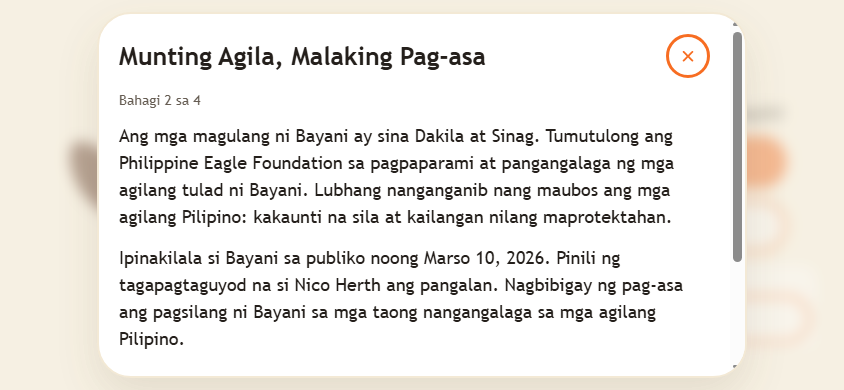 Munting Agila, Malaking Pag-asa
Bahagi 2 sa 4
Ang mga magulang ni Bayani ay sina Dakila at Sinag. Tumutulong ang
Philippine Eagle Foundation sa pagpaparami at pangangalaga ng mga
agilang tulad ni Bayani. Lubhang nanganganib nang maubos ang mga
agilang Pilipino: kakaunti na sila at kailangan nilang maprotektahan.
Ipinakilala si Bayani sa publiko noong Marso 10, 2026. Pinili ng
tagapagtaguyod na si Nico Herth ang pangalan. Nagbibigay ng pag-asa
ang pagsilang ni Bayani sa mga taong nangangalaga sa mga agilang
Pilipino.